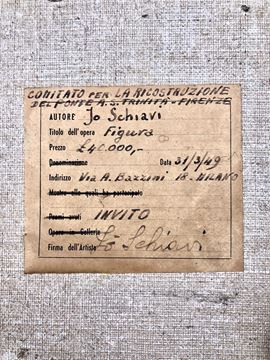 COMITATO PER LA RICOSTRUZIONE
DEL PONTE A S. TRINITA - FIRENZE
AUTORE Jo Schiavi
Titolo dell'opera Figura
Prezzo £40.000,-
Denominazione Data 31/3/49
Indirizzo Via A. Bazzini 18 - MILANO
Mostre alle quali ha partecipato
Premi avuti INVITO
Opere in Gallerie
Firma dell'Artista Jo Schiavi